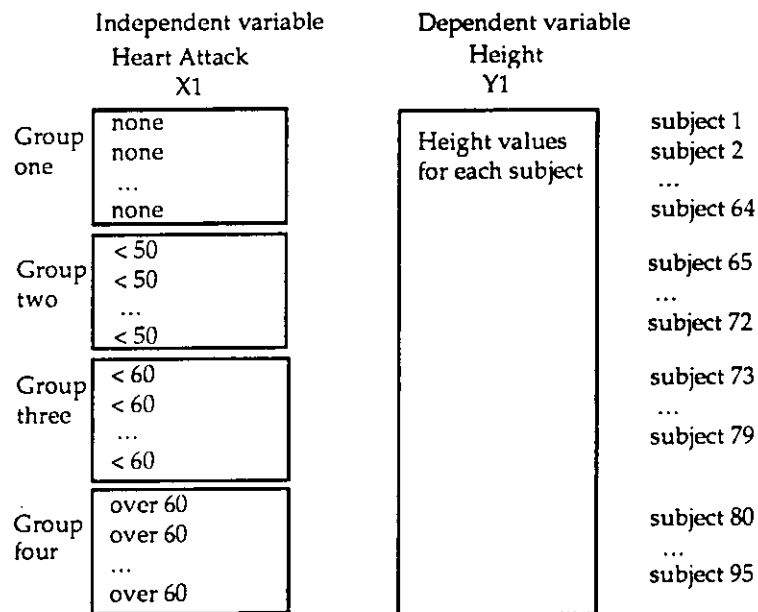 Independent variable Dependent variable
Heart Attack Height
X1 Y1
Group one
none
none
...
none
Height values
for each subject
subject 1
subject 2
...
subject 64
Group two
< 50
< 50
...
< 50
subject 65
...
subject 72
Group three
< 60
< 60
...
< 60
subject 73
...
subject 79
Group four
over 60
over 60
...
over 60
subject 80
...
subject 95